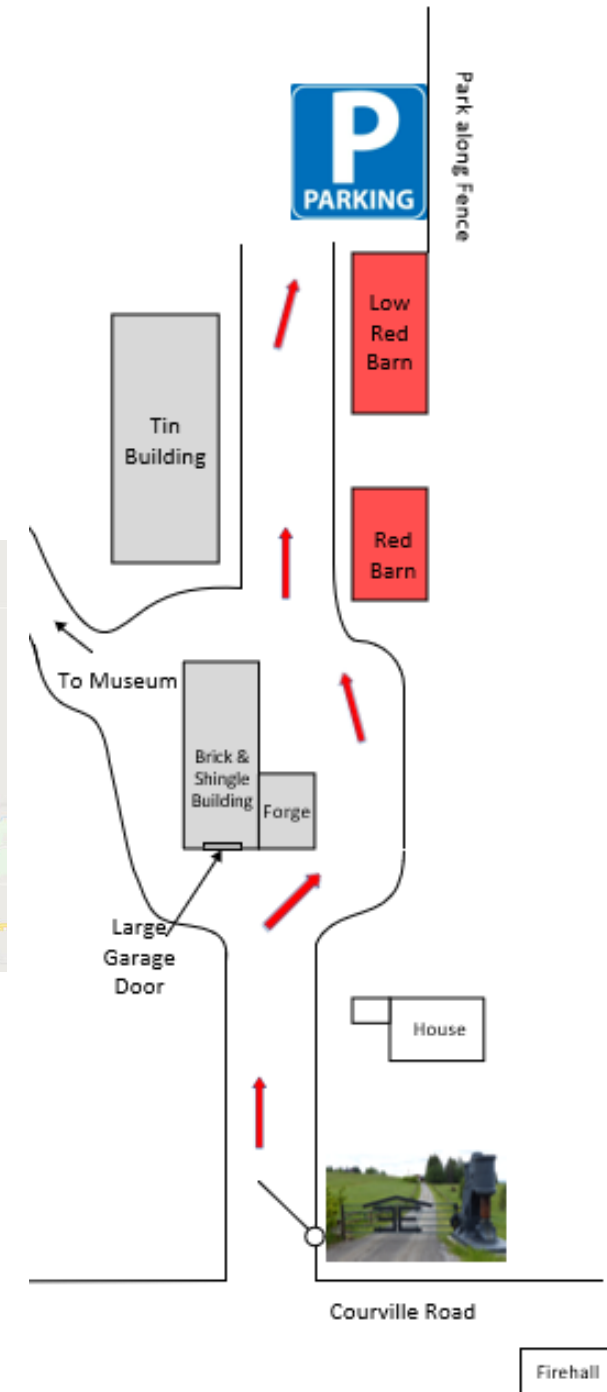 P
PARKING
Park along Fence
Low
Red
Barn
Tin
Building
Red
Barn
To Museum
Brick &
Shingle
Building
Forge
Large
Garage
Door
House
Courville Road
Firehall